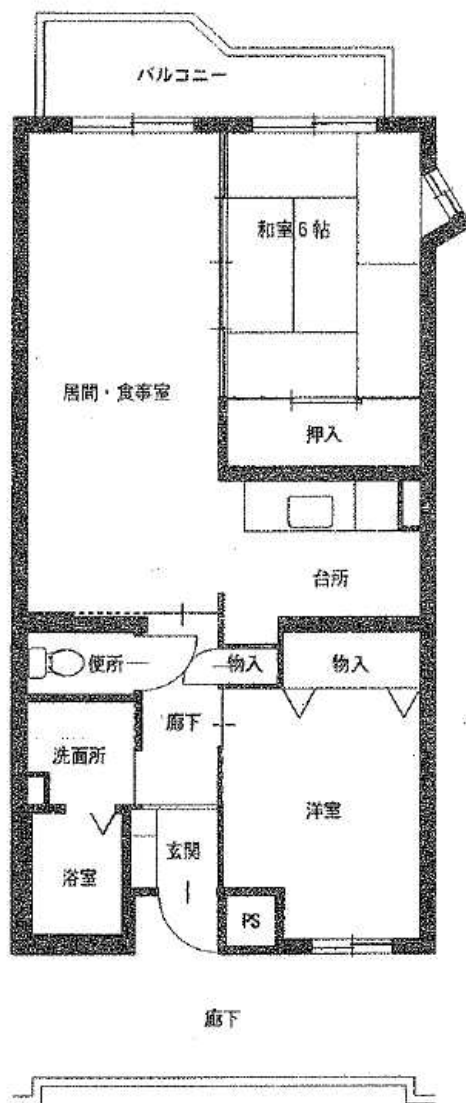 バルコニー
和室6帖
居間・食事室
押入
台所
便所
物入
物入
廊下
洗面所
洋室
玄関
浴室
PS
廊下